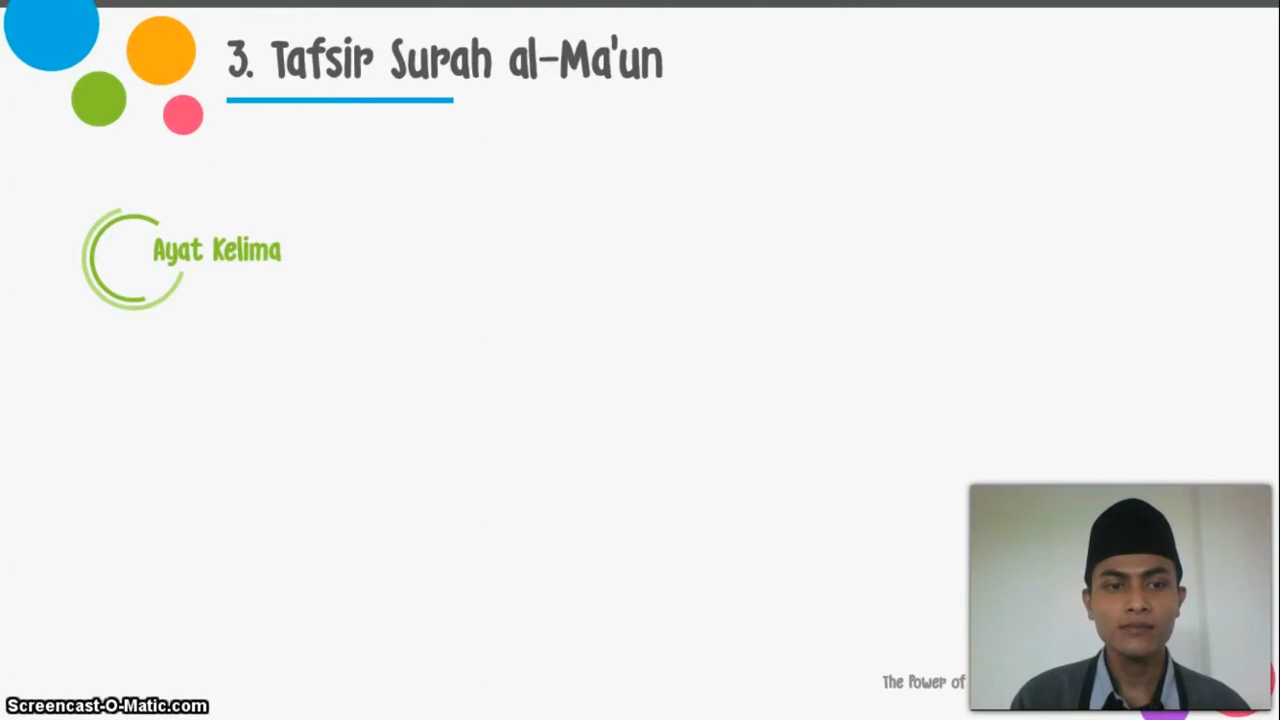 3. Tafsir Surah al-Ma'un
Ayat Kelima
The Power of
Screencast-O-Matic.com